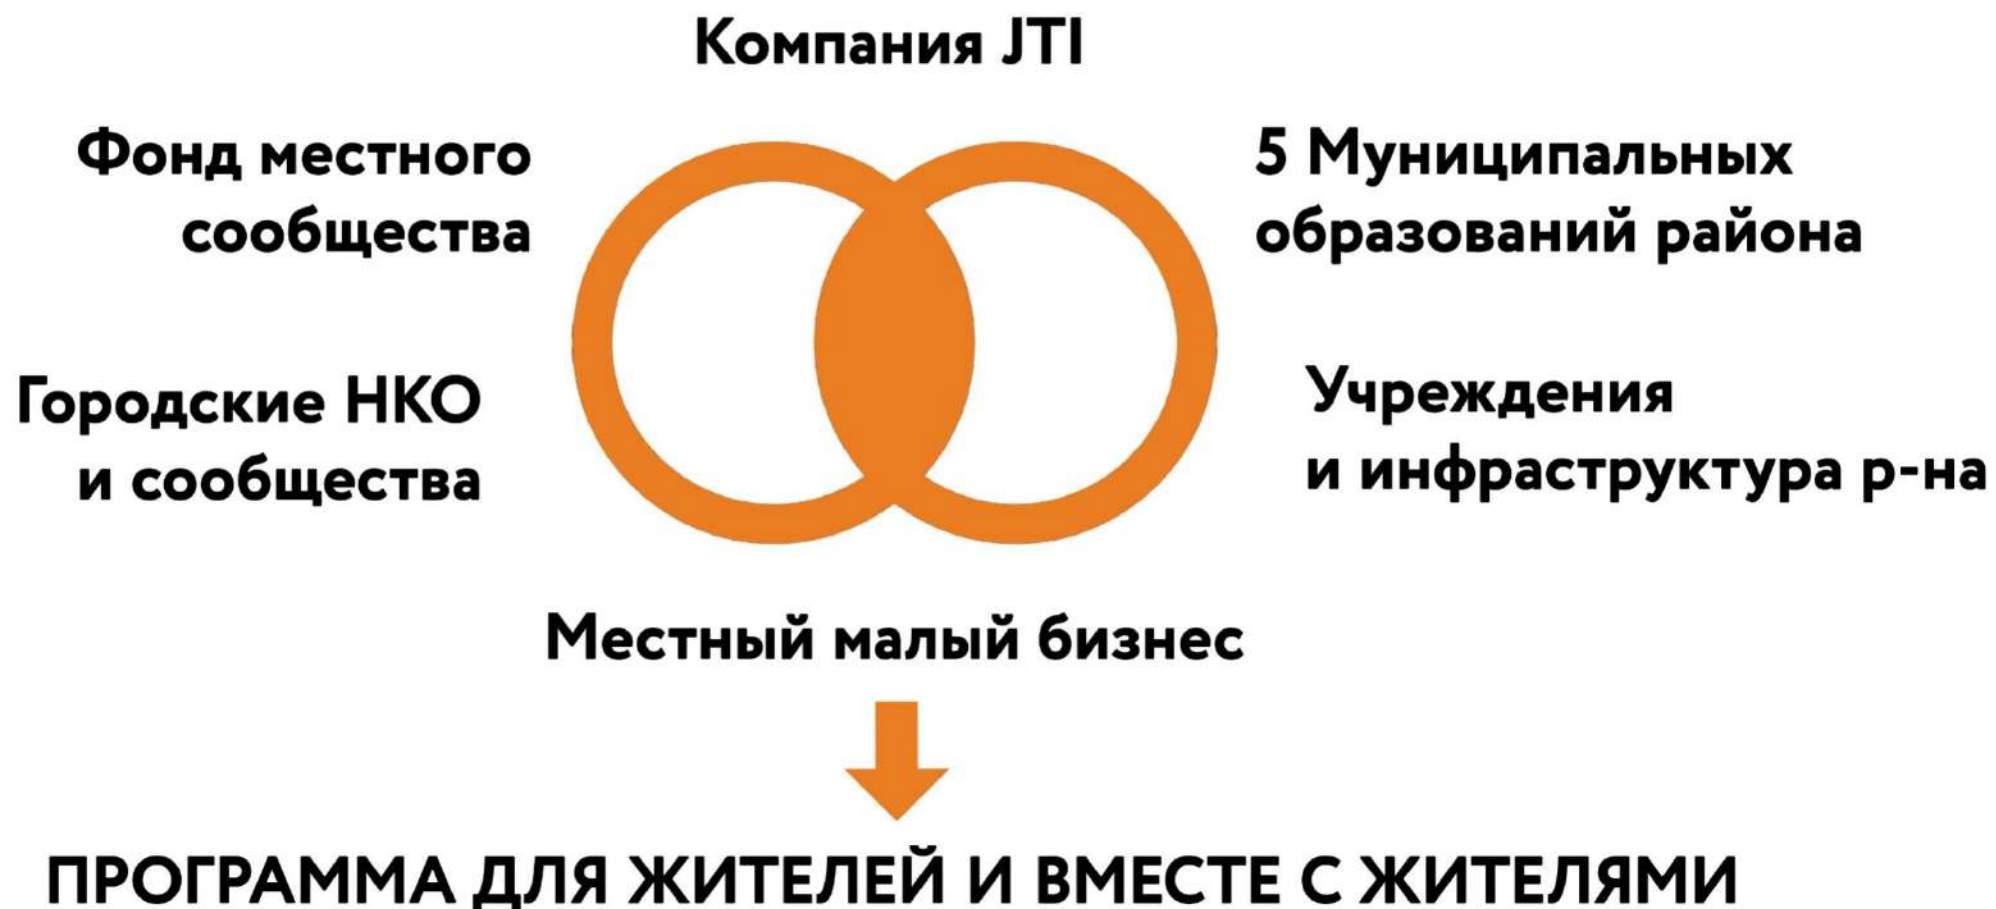 Компания JTI
Фонд местного
сообщества
5 Муниципальных
образований района
Городские НКО
и сообщества
Учреждения
и инфраструктура р-на
Местный малый бизнес
ПРОГРАММА ДЛЯ ЖИТЕЛЕЙ И ВМЕСТЕ С ЖИТЕЛЯМИ